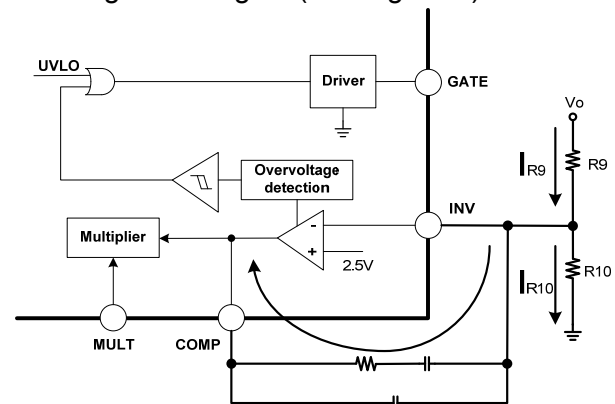 UVLO
Driver
GATE
Vo
IR9
R9
Overvoltage
detection
INV
Multiplier
-
+
2.5V
IR10
R10
MULT
COMP